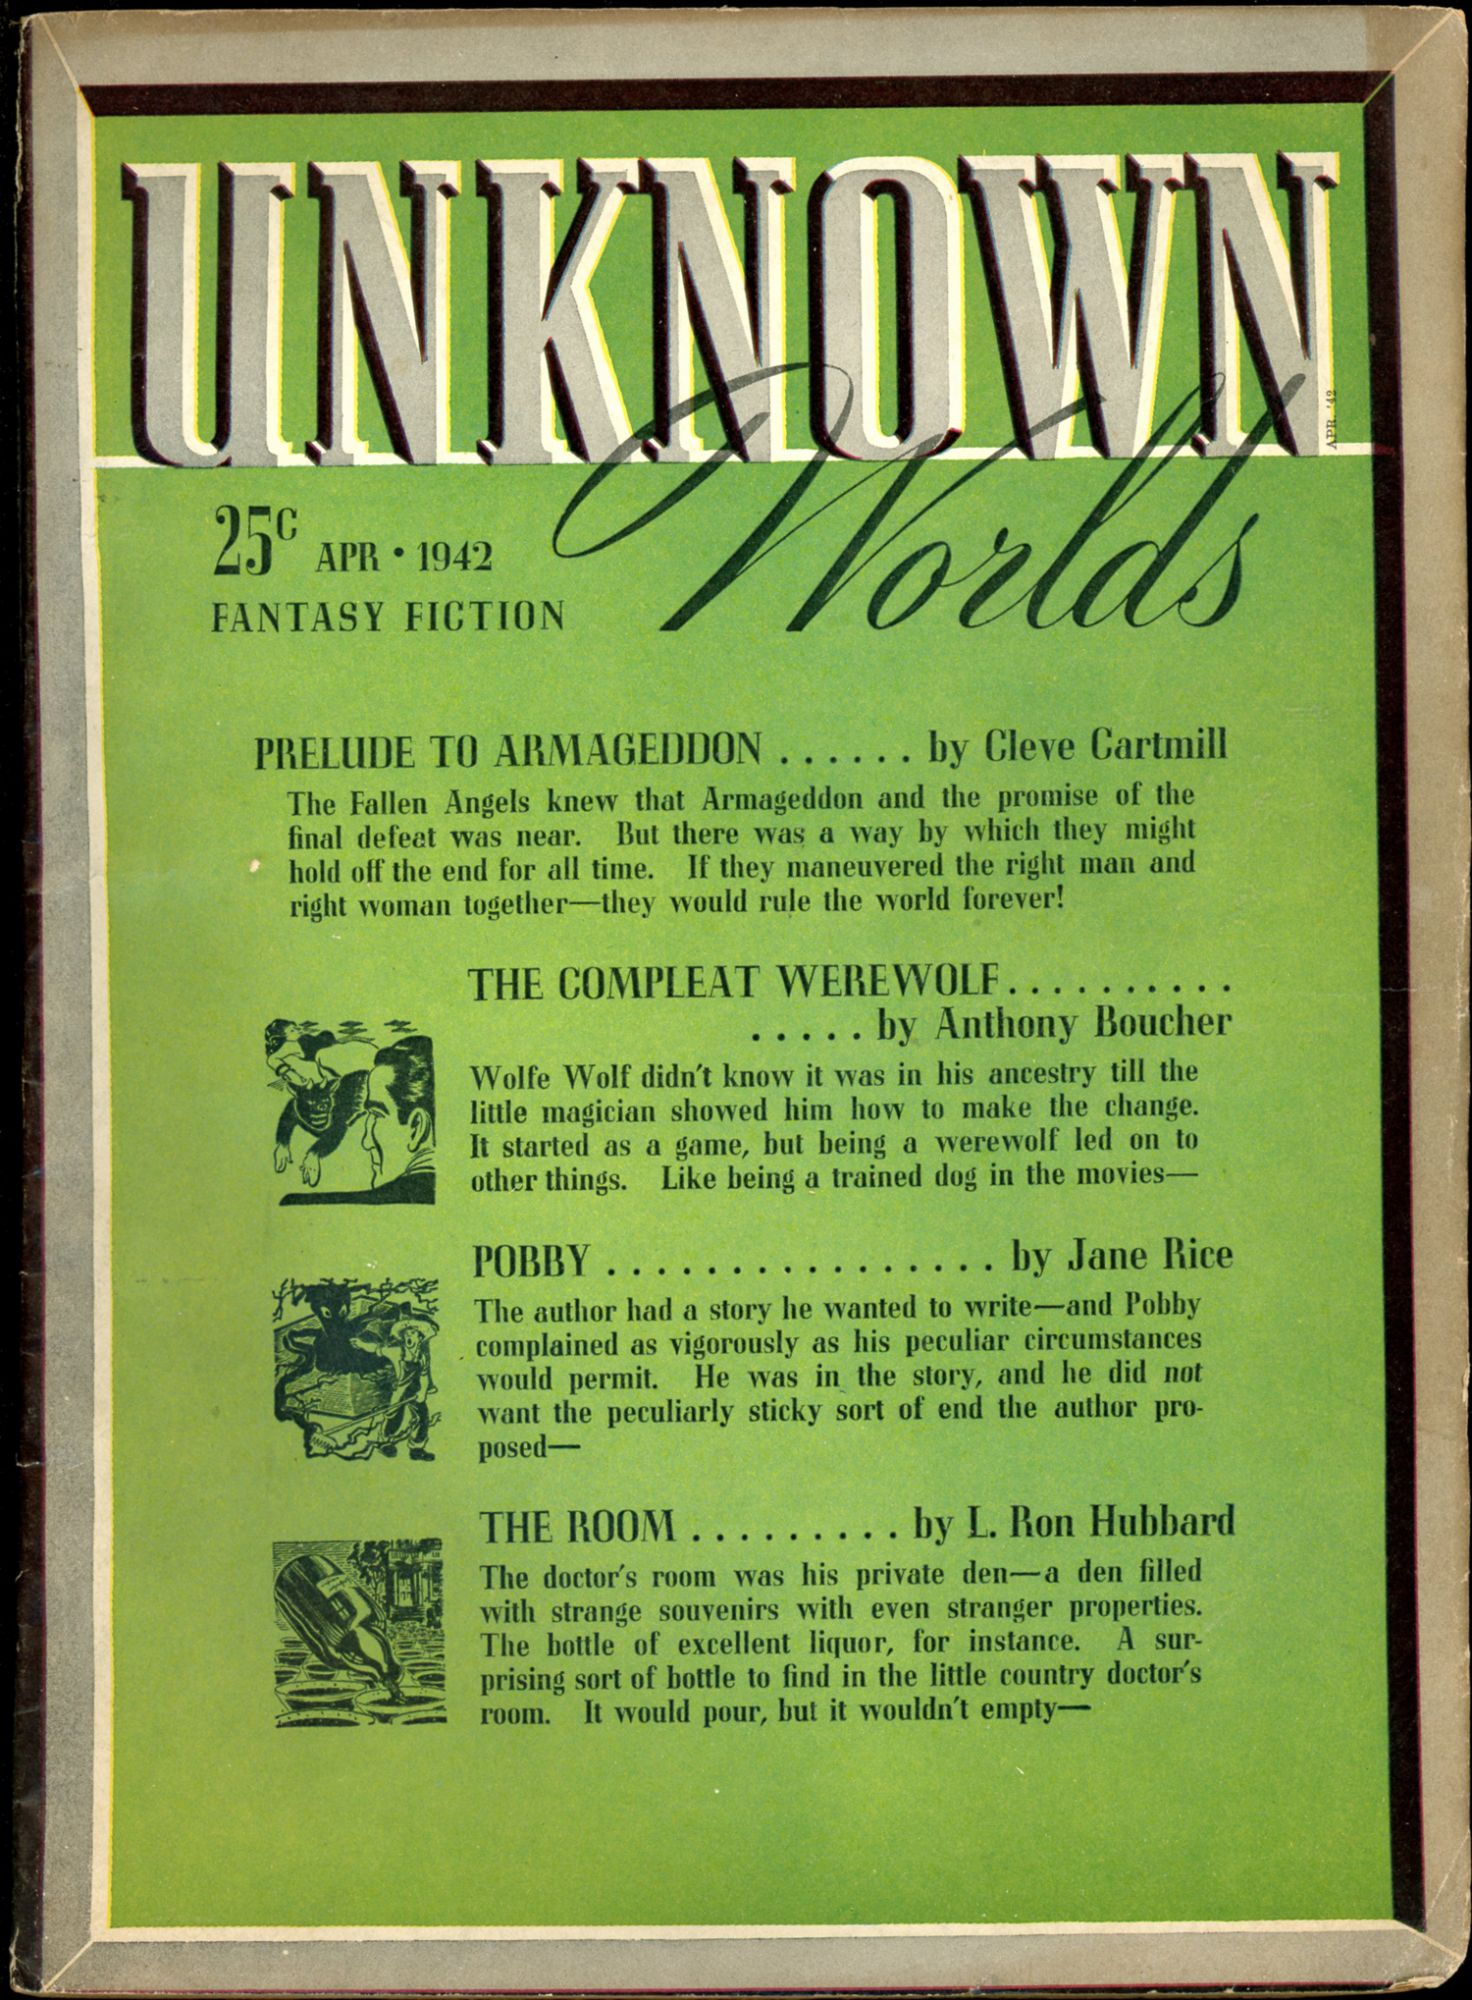 UNKNOWN
Worlds
APR. '42
25c APR • 1942
FANTASY FICTION
PRELUDE TO ARMAGEDDON . . . . . . by Cleve Cartmill
The Fallen Angels knew that Armageddon and the promise of the
final defeat was near. But there was a way by which they might
hold off the end for all time. If they maneuvered the right man and
right woman together—they would rule the world forever!
THE COMPLEAT WEREWOLF. . . . . . . . . .
. . . . . by Anthony Boucher
Wolfe Wolf didn't know it was in his ancestry till the
little magician showed him how to make the change.
It started as a game, but being a werewolf led on to
other things. Like being a trained dog in the movies—
POBBY . . . . . . . . . . . . . . . . by Jane Rice
The author had a story he wanted to write—and Pobby
complained as vigorously as his peculiar circumstances
would permit. He was in the story, and he did not
want the peculiarly sticky sort of end the author pro-
posed—
THE ROOM . . . . . . . . . by L. Ron Hubbard
The doctor's room was his private den—a den filled
with strange souvenirs with even stranger properties.
The bottle of excellent liquor, for instance. A sur-
prising sort of bottle to find in the little country doctor's
room. It would pour, but it wouldn't empty—